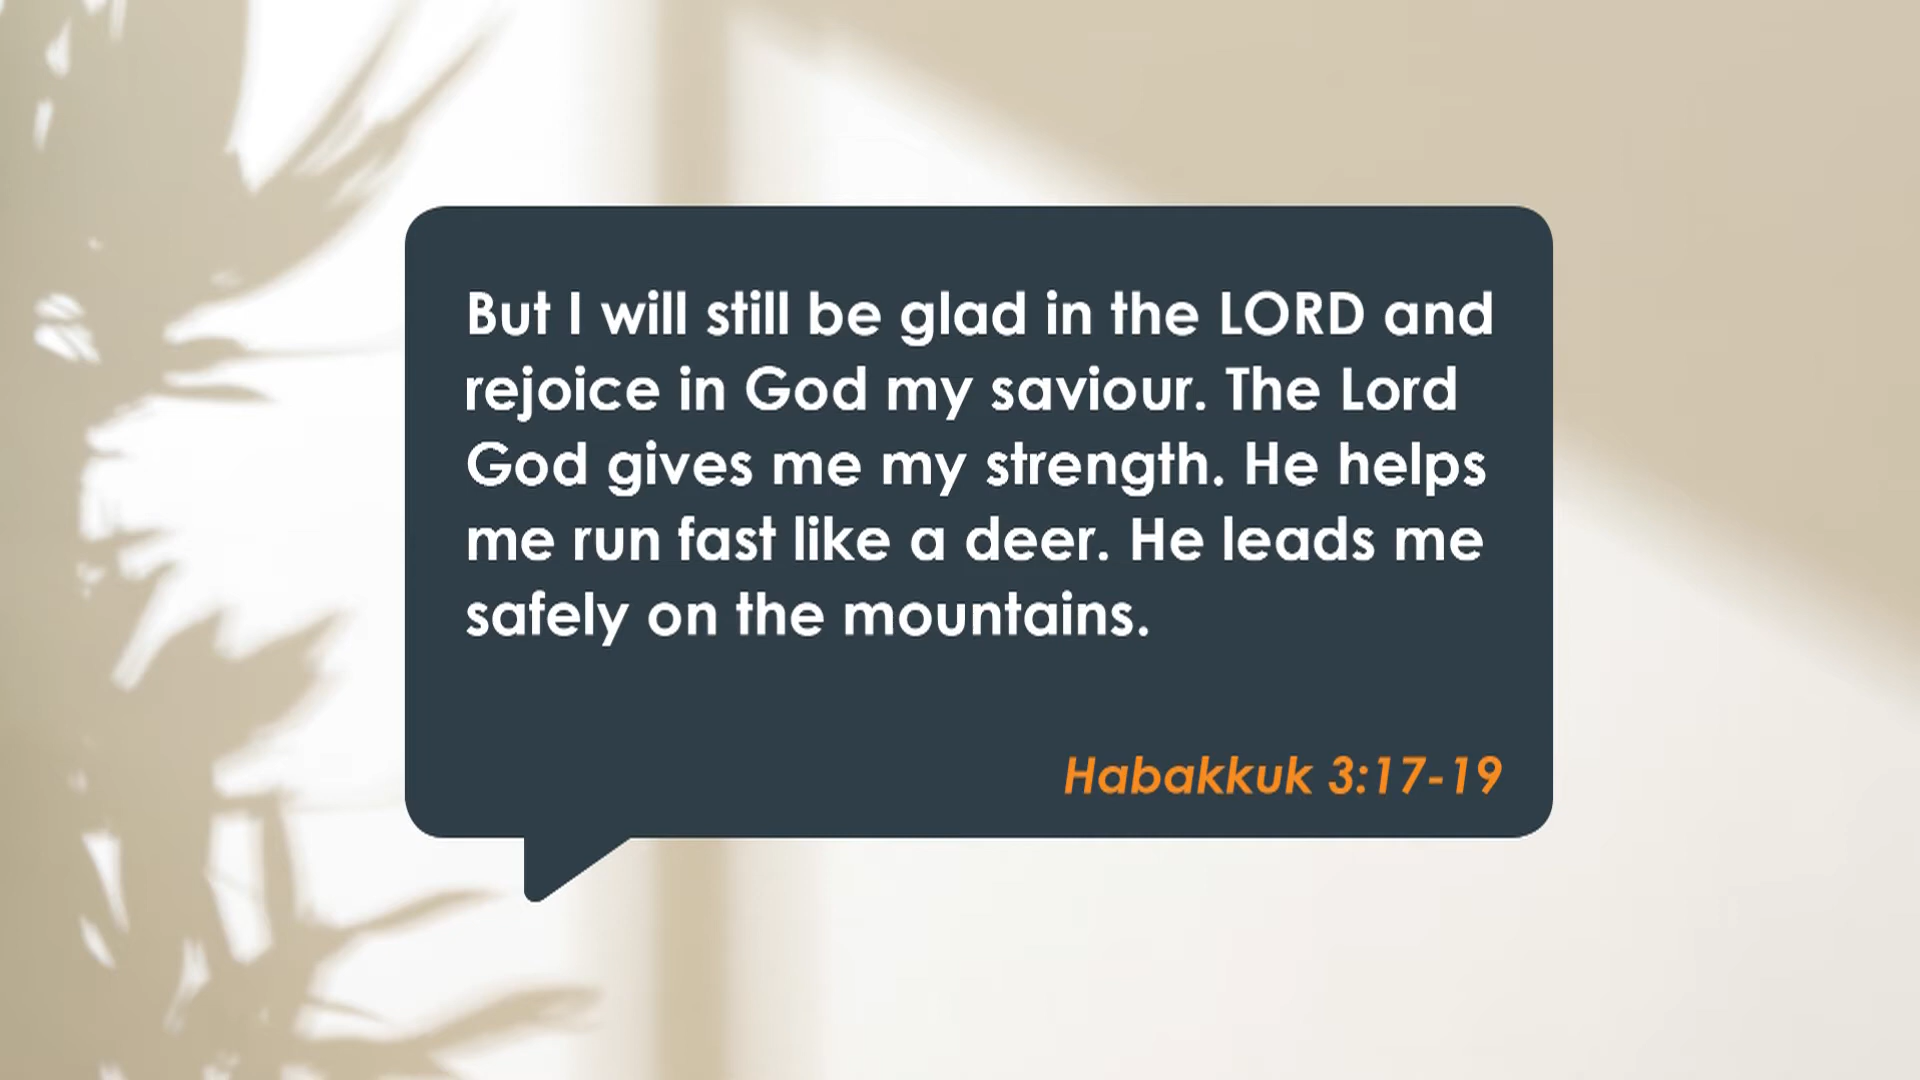 But I will still be glad in the LORD and
rejoice in God my saviour. The Lord
God gives me my strength. He helps
me run fast like a deer. He leads me
safely on the mountains.
Habakkuk 3:17-19